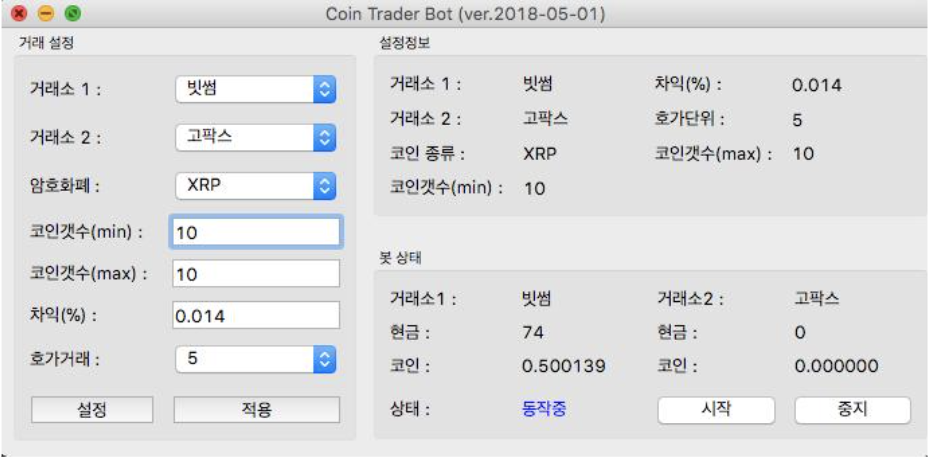 Coin Trader Bot (ver.2018-05-01)
거래 설정
거래소 1 : 빗썸
거래소 2 : 고팍스
암호화폐 : XRP
코인갯수(min) : 10
코인갯수(max) : 10
차익(%) : 0.014
호가거래 : 5
설정 적용
설정정보
거래소 1 : 빗썸 차익(%) : 0.014
거래소 2 : 고팍스 호가단위 : 5
코인 종류 : XRP 코인갯수(max) : 10
코인갯수(min) : 10
봇 상태
거래소1 : 빗썸 거래소2 : 고팍스
현금 : 74 현금 : 0
코인 : 0.500139 코인 : 0.000000
상태 : 동작중 시작 중지